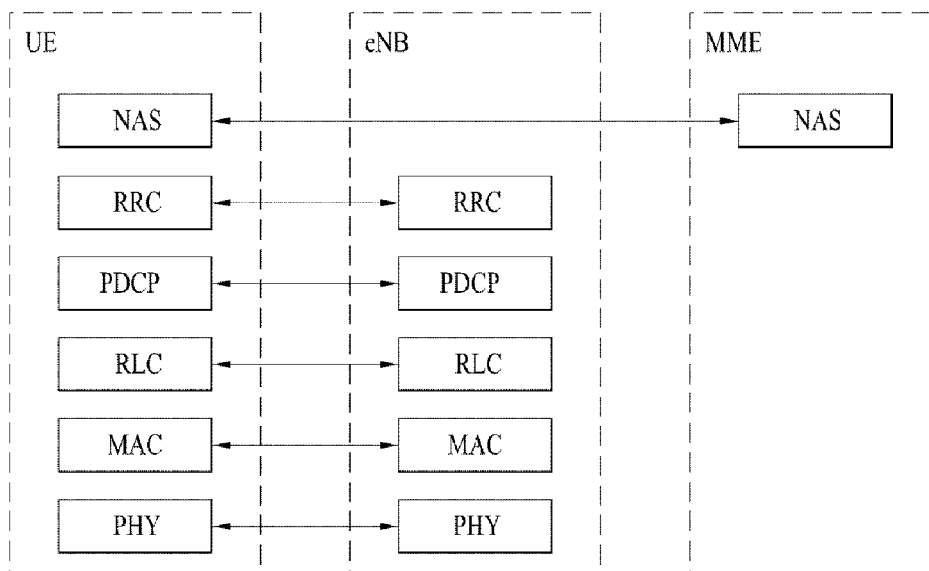 UE eNB MME
NAS NAS
RRC RRC
PDCP PDCP
RLC RLC
MAC MAC
PHY PHY